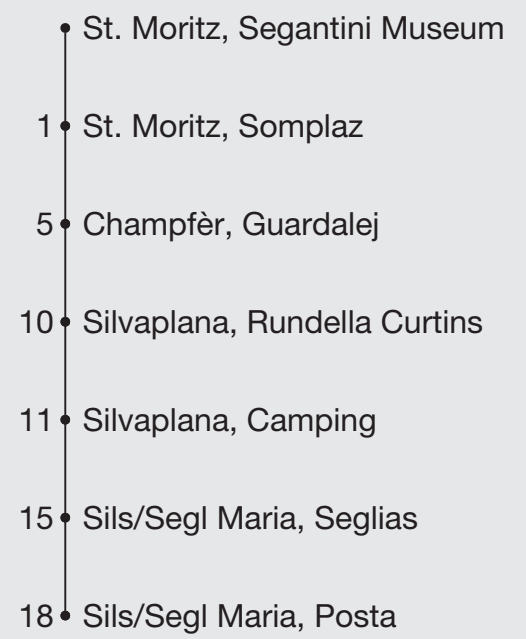 St. Moritz, Segantini Museum
1 St. Moritz, Somplaz
5 Champfèr, Guardalej
10 Silvaplana, Rundella Curtins
11 Silvaplana, Camping
15 Sils/Segl Maria, Seglias
18 Sils/Segl Maria, Posta